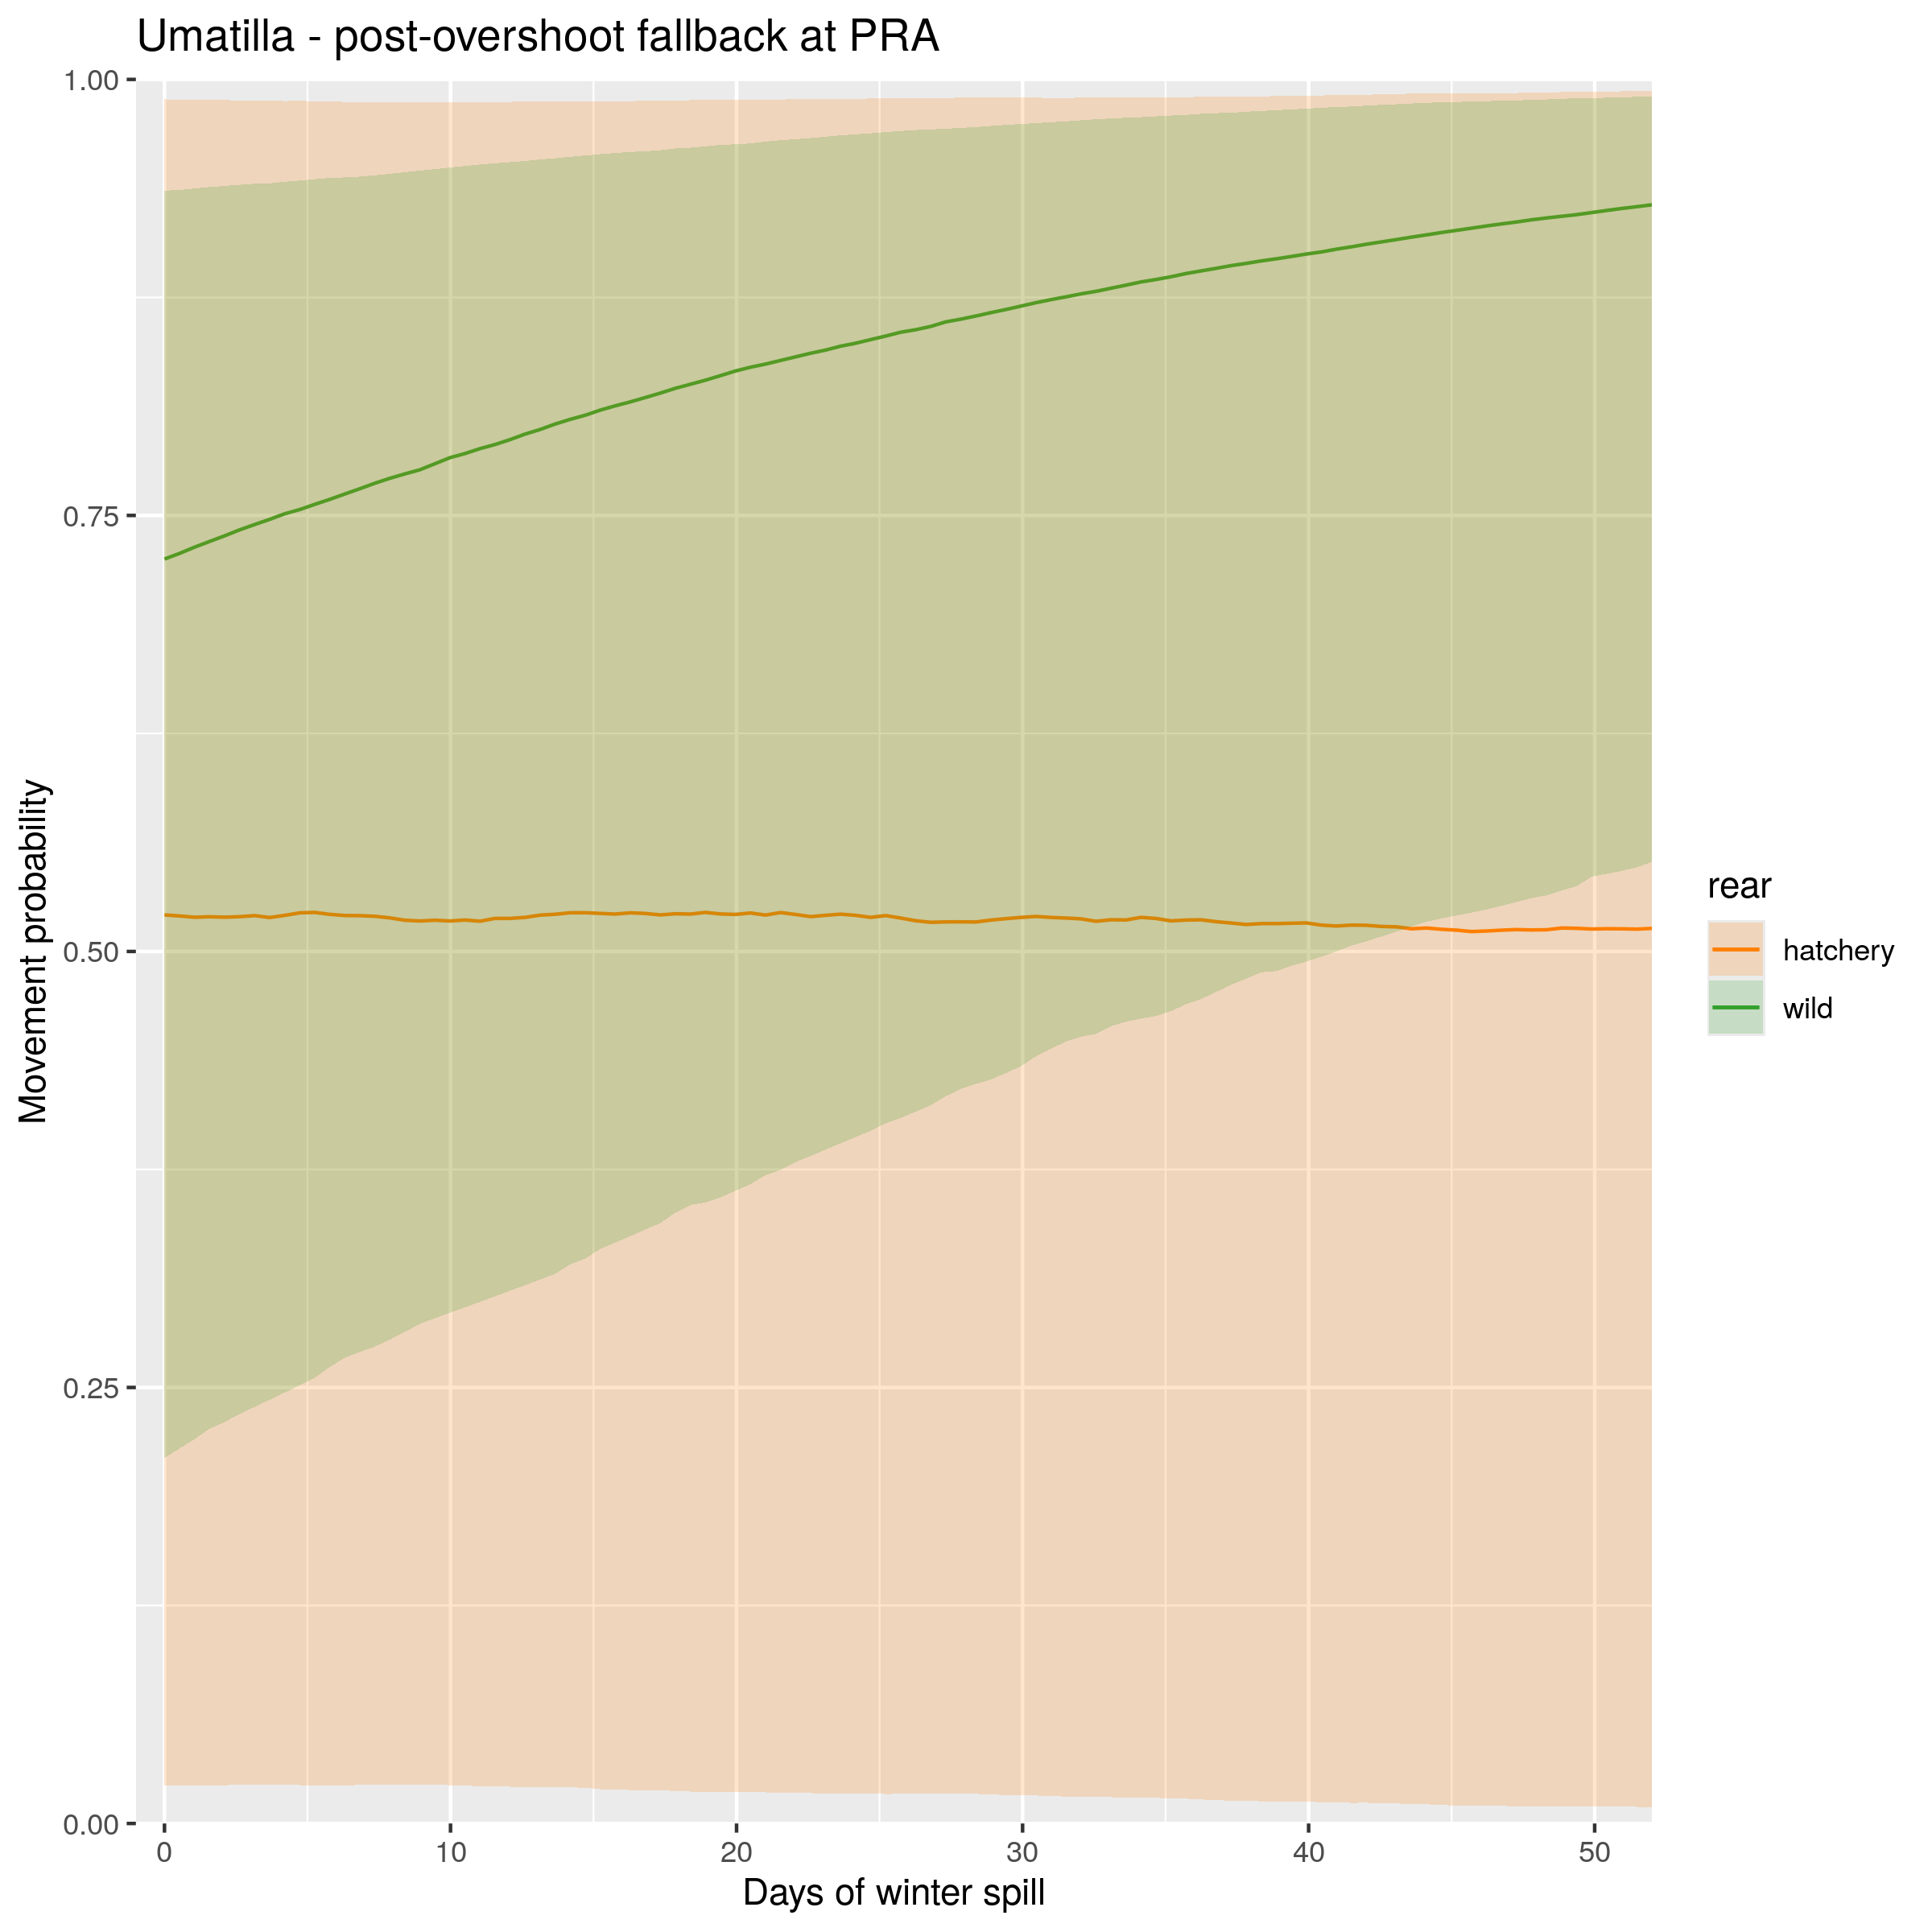 Umatilla - post-overshoot fallback at PRA
Movement probability
1.00
0.75
0.50
0.25
0.00
0 10 20 30 40 50
Days of winter spill
rear
hatchery
wild